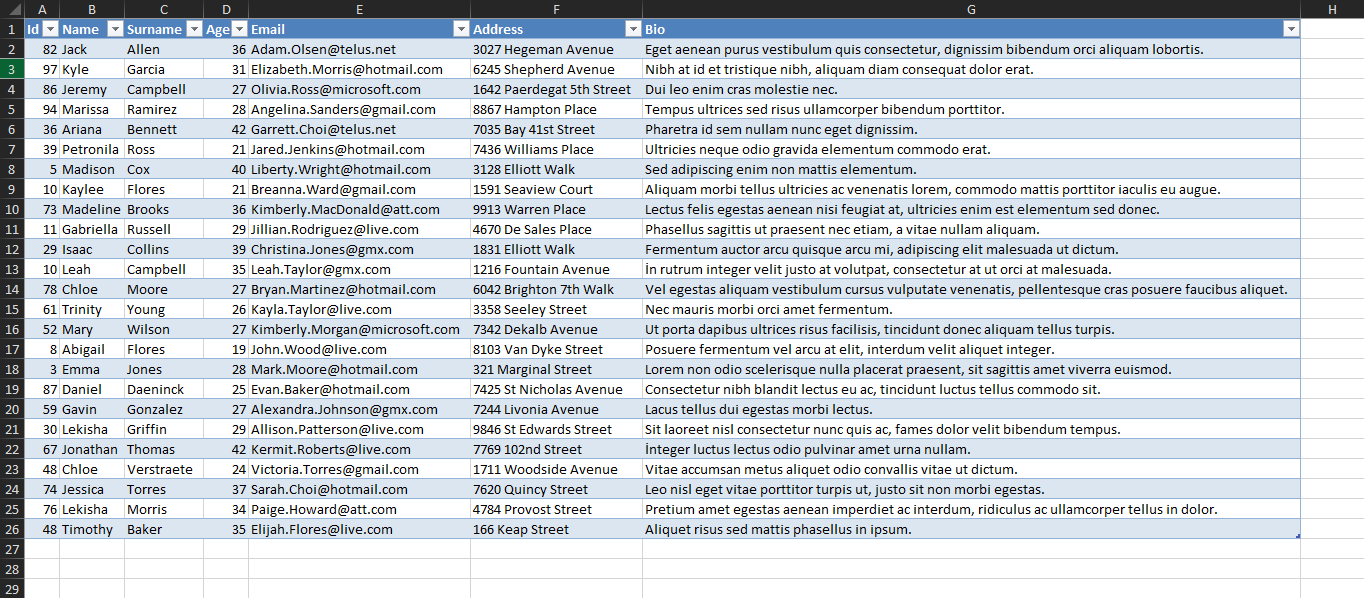 A B C D E F G H
1 Id Name Surname Age Email Address Bio
2 82 Jack Allen 36 Adam.Olsen@telus.net 3027 Hegeman Avenue Eget aenean purus vestibulum quis consectetur, dignissim bibendum orci aliquam lobortis.
3 97 Kyle Garcia 31 Elizabeth.Morris@hotmail.com 6245 Shepherd Avenue Nibh at id et tristique nibh, aliquam diam consequat dolor erat.
4 86 Jeremy Campbell 27 Olivia.Ross@microsoft.com 1642 Paerdegat 5th Street Dui leo enim cras molestie nec.
5 94 Marissa Ramirez 28 Angelina.Sanders@gmail.com 8867 Hampton Place Tempus ultrices sed risus ullamcorper bibendum porttitor.
6 36 Ariana Bennett 42 Garrett.Choi@telus.net 7035 Bay 41st Street Pharetra id sem nullam nunc eget dignissim.
7 39 Petronila Ross 21 Jared.Jenkins@hotmail.com 7436 Williams Place Ultricies neque odio gravida elementum commodo erat.
8 5 Madison Cox 40 Liberty.Wright@hotmail.com 3128 Elliott Walk Sed adipiscing enim non mattis elementum.
9 10 Kaylee Flores 21 Breanna.Ward@gmail.com 1591 Seaview Court Aliquam morbi tellus ultricies ac venenatis lorem, commodo mattis porttitor iaculis eu augue.
10 73 Madeline Brooks 36 Kimberly.MacDonald@att.com 9913 Warren Place Lectus felis egestas aenean nisi feugiat at, ultricies enim est elementum sed donec.
11 11 Gabriella Russell 29 Jillian.Rodriguez@live.com 4670 De Sales Place Phasellus sagittis ut praesent nec etiam, a vitae nullam aliquam.
12 29 Isaac Collins 39 Christina.Jones@gmx.com 1831 Elliott Walk Fermentum auctor arcu quisque arcu mi, adipiscing elit malesuada ut dictum.
13 10 Leah Campbell 35 Leah.Taylor@gmx.com 1216 Fountain Avenue İn rutrum integer velit justo at volutpat, consectetur at ut orci at malesuada.
14 78 Chloe Moore 27 Bryan.Martinez@hotmail.com 6042 Brighton 7th Walk Vel egestas aliquam vestibulum cursus vulputate venenatis, pellentesque cras posuere faucibus aliquet.
15 61 Trinity Young 26 Kayla.Taylor@live.com 3358 Seeley Street Nec mauris morbi orci amet fermentum.
16 52 Mary Wilson 27 Kimberly.Morgan@microsoft.com 7342 Dekalb Avenue Ut porta dapibus ultrices risus facilisis, tincidunt donec aliquam tellus turpis.
17 8 Abigail Flores 19 John.Wood@live.com 8103 Van Dyke Street Posuere fermentum vel arcu at elit, interdum velit aliquet integer.
18 3 Emma Jones 28 Mark.Moore@hotmail.com 321 Marginal Street Lorem non odio scelerisque nulla placerat praesent, sit sagittis amet viverra euismod.
19 87 Daniel Daeninck 25 Evan.Baker@hotmail.com 7425 St Nicholas Avenue Consectetur nibh blandit lectus eu ac, tincidunt luctus tellus commodo sit.
20 59 Gavin Gonzalez 27 Alexandra.Johnson@gmx.com 7244 Livonia Avenue Lacus tellus dui egestas morbi lectus.
21 30 Lekisha Griffin 29 Allison.Patterson@live.com 9846 St Edwards Street Sit laoreet nisl consectetur nunc quis ac, fames dolor velit bibendum tempus.
22 67 Jonathan Thomas 42 Kermit.Roberts@live.com 7769 102nd Street İnteger luctus lectus odio pulvinar amet urna nullam.
23 48 Chloe Verstraete 24 Victoria.Torres@gmail.com 1711 Woodside Avenue Vitae accumsan metus aliquet odio convallis vitae ut dictum.
24 74 Jessica Torres 37 Sarah.Choi@hotmail.com 7620 Quincy Street Leo nisl eget vitae porttitor turpis ut, justo sit non morbi egestas.
25 76 Lekisha Morris 34 Paige.Howard@att.com 4784 Provost Street Pretium amet egestas aenean imperdiet ac interdum, ridiculus ac ullamcorper tellus in dolor.
26 48 Timothy Baker 35 Elijah.Flores@live.com 166 Keap Street Aliquet risus sed mattis phasellus in ipsum.
27
28
29